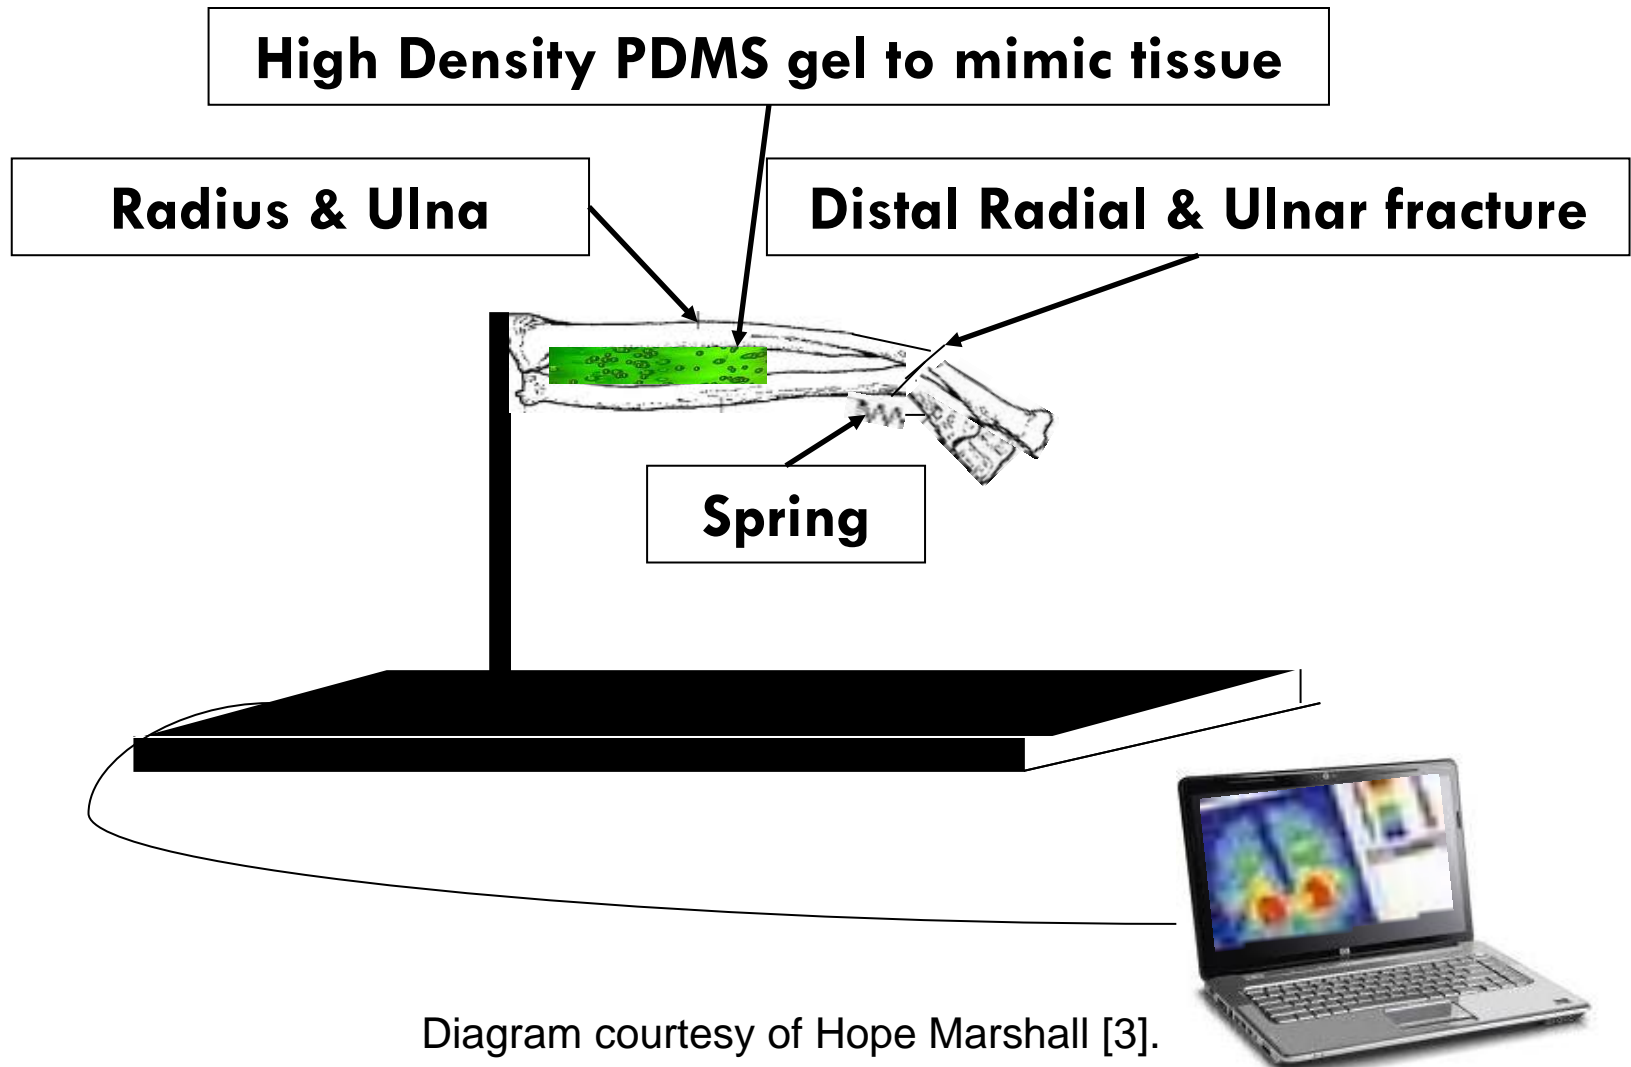 High Density PDMS gel to mimic tissue
Radius & Ulna
Distal Radial & Ulnar fracture
Spring
Diagram courtesy of Hope Marshall [3].